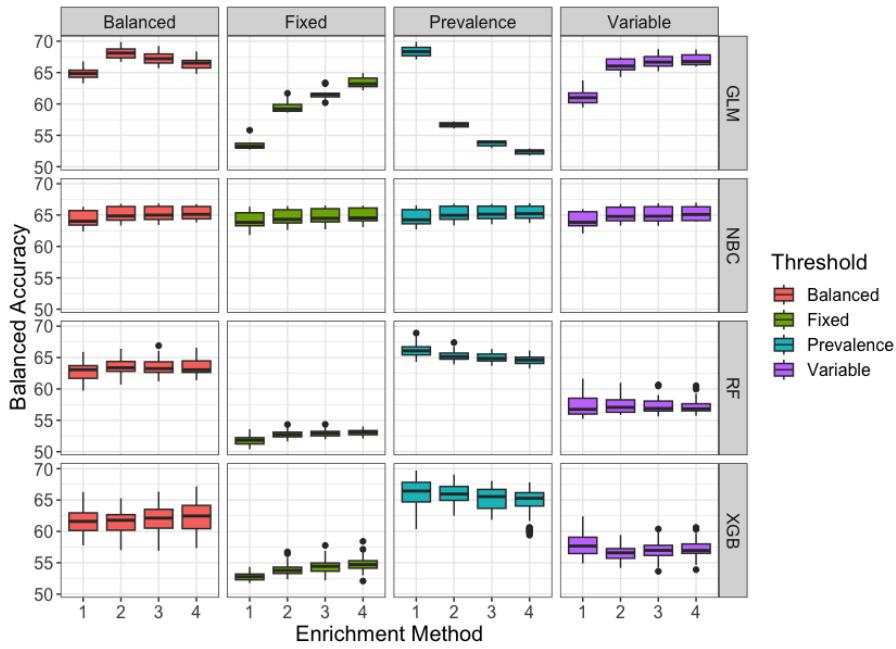 Balanced Fixed Prevalence Variable
70
65
60
55
50
GLM
70
65
60
55
50
NBC
70
65
60
55
50
RF
70
65
60
55
50
XGB
Balanced Accuracy
1 2 3 4 1 2 3 4 1 2 3 4 1 2 3 4
Enrichment Method
Threshold
Balanced
Fixed
Prevalence
Variable